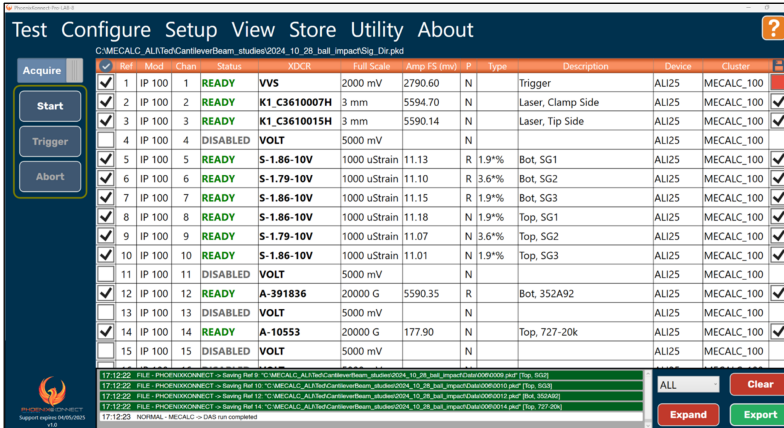 PhoenixKonnect Pro-LAB-8
Test Configure Setup View Store Utility About
?
C:\MECALC_ALI\Ted\CantileverBeam_studies\2024_10_28_ball_impact\Sig_Dir.pkd
Acquire
Start
Trigger
Abort
Ref Mod Chan Status XDCR Full Scale Amp FS (mv) P Type Description Device Cluster
1 IP 100 1 READY VVS 2000 mV 2790.60 N Trigger ALI25 MECALC_100
2 IP 100 2 READY K1_C3610007H 3 mm 5594.70 N Laser, Clamp Side ALI25 MECALC_100
3 IP 100 3 READY K1_C3610015H 3 mm 5590.14 N Laser, Tip Side ALI25 MECALC_100
4 IP 100 4 DISABLED VOLT 5000 mV N ALI25 MECALC_100
5 IP 100 5 READY S-1.86-10V 1000 uStrain 11.13 R 1.9*% Bot, SG1 ALI25 MECALC_100
6 IP 100 6 READY S-1.79-10V 1000 uStrain 11.10 R 3.6*% Bot, SG2 ALI25 MECALC_100
7 IP 100 7 READY S-1.86-10V 1000 uStrain 11.15 R 1.9*% Bot, SG3 ALI25 MECALC_100
8 IP 100 8 READY S-1.86-10V 1000 uStrain 11.18 N 1.9*% Top, SG1 ALI25 MECALC_100
9 IP 100 9 READY S-1.79-10V 1000 uStrain 11.07 N 3.6*% Top, SG2 ALI25 MECALC_100
10 IP 100 10 READY S-1.86-10V 1000 uStrain 11.01 N 1.9*% Top, SG3 ALI25 MECALC_100
11 IP 100 11 DISABLED VOLT 5000 mV N ALI25 MECALC_100
12 IP 100 12 READY A-391836 20000 G 5590.35 R Bot, 352A92 ALI25 MECALC_100
13 IP 100 13 DISABLED VOLT 5000 mV N ALI25 MECALC_100
14 IP 100 14 READY A-10553 20000 G 177.90 N Top, 727-20k ALI25 MECALC_100
15 IP 100 15 DISABLED VOLT 5000 mV N ALI25 MECALC_100
17:12:22 FILE - PHOENIXKONNECT -> Saving Ref 9: "C:\MECALC_ALI\Ted\CantileverBeam_studies\2024_10_28_ball_impact\Data\006\0009.pkd" [Top, SG2]
17:12:22 FILE - PHOENIXKONNECT -> Saving Ref 10: "C:\MECALC_ALI\Ted\CantileverBeam_studies\2024_10_28_ball_impact\Data\006\0010.pkd" [Top, SG3]
17:12:22 FILE - PHOENIXKONNECT -> Saving Ref 12: "C:\MECALC_ALI\Ted\CantileverBeam_studies\2024_10_28_ball_impact\Data\006\0012.pkd" [Bot, 352A92]
17:12:22 FILE - PHOENIXKONNECT -> Saving Ref 14: "C:\MECALC_ALI\Ted\CantileverBeam_studies\2024_10_28_ball_impact\Data\006\0014.pkd" [Top, 727-20k]
17:12:23 NORMAL - MECALC -> DAS run completed
ALL
Clear
Expand
Export
PHOENIXKONNECT
Support expires 04/05/2025
v1.0